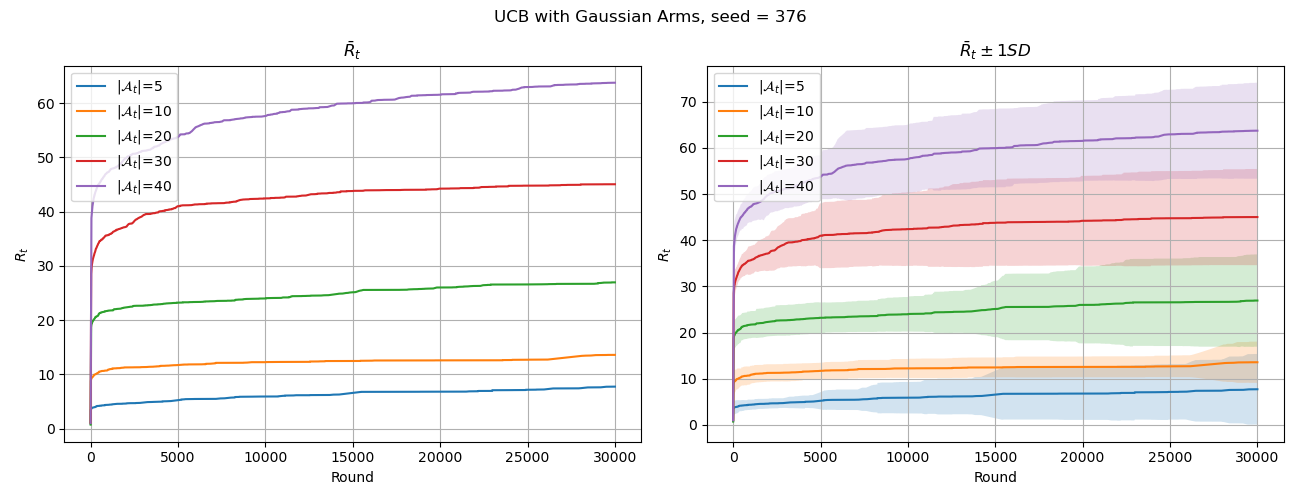 UCB with Gaussian Arms, seed = 376
R̄ₜ
60
50
40
30
20
10
0
Rₜ
|𝒜ₜ|=5
|𝒜ₜ|=10
|𝒜ₜ|=20
|𝒜ₜ|=30
|𝒜ₜ|=40
0 5000 10000 15000 20000 25000 30000
Round
R̄ₜ ± 1SD
70
60
50
40
30
20
10
0
Rₜ
|𝒜ₜ|=5
|𝒜ₜ|=10
|𝒜ₜ|=20
|𝒜ₜ|=30
|𝒜ₜ|=40
0 5000 10000 15000 20000 25000 30000
Round